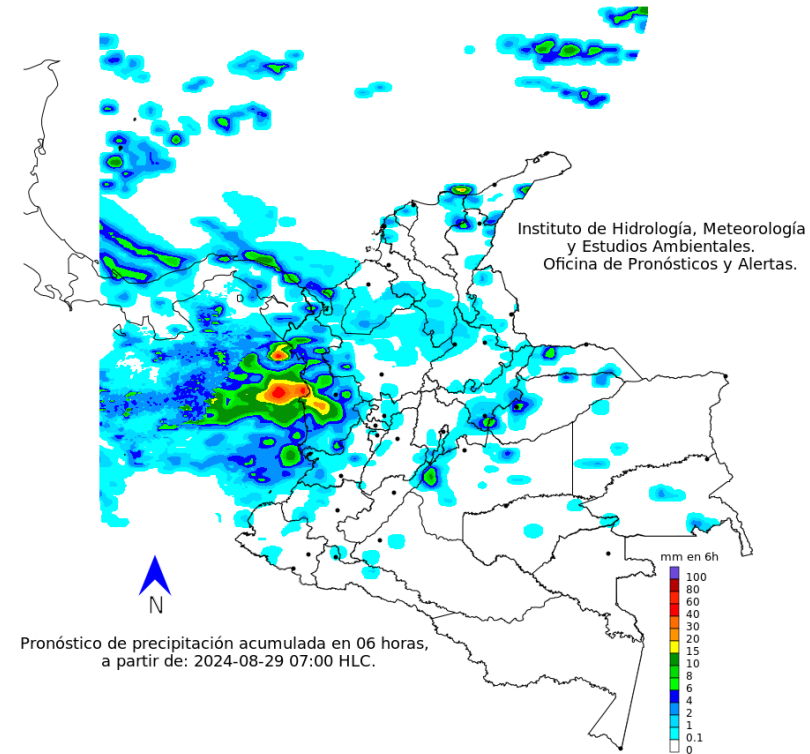 Instituto de Hidrología, Meteorología
y Estudios Ambientales.
Oficina de Pronósticos y Alertas.
mm en 6h
100
80
60
40
30
20
15
10
8
6
4
2
1
0.1
0
N
Pronóstico de precipitación acumulada en 06 horas,
a partir de: 2024-08-29 07:00 HLC.